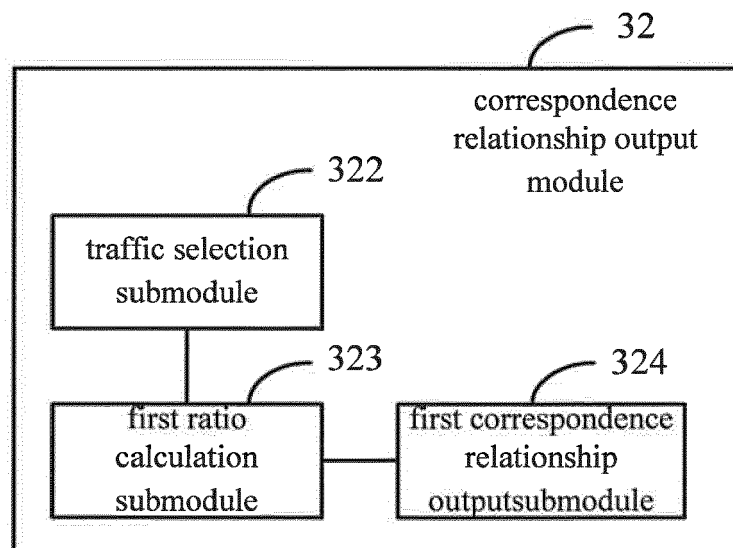 32
correspondence
relationship output
module
322
traffic selection
submodule
323
first ratio
calculation
submodule
324
first correspondence
relationship
outputsubmodule